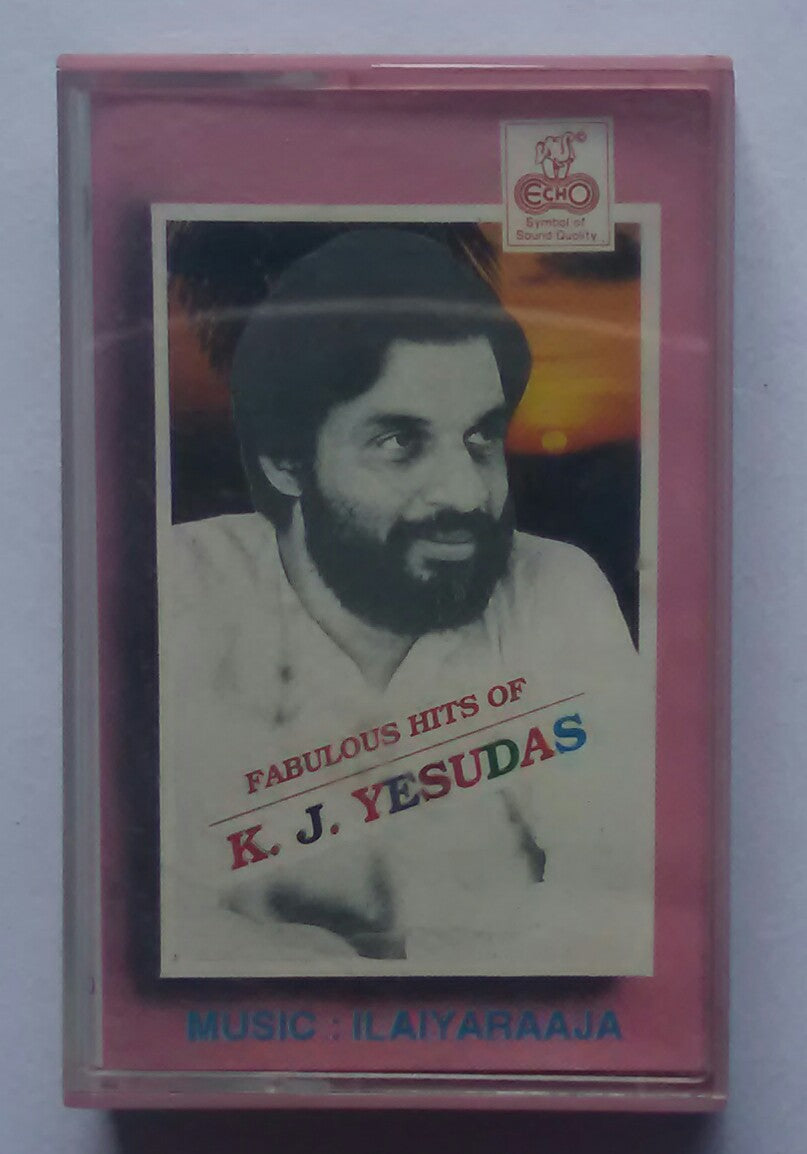 ©
ECHO
Symbol of
Sound Quality
FABULOUS HITS OF
K. J. YESUDAS
MUSIC : ILAIYARAAJA